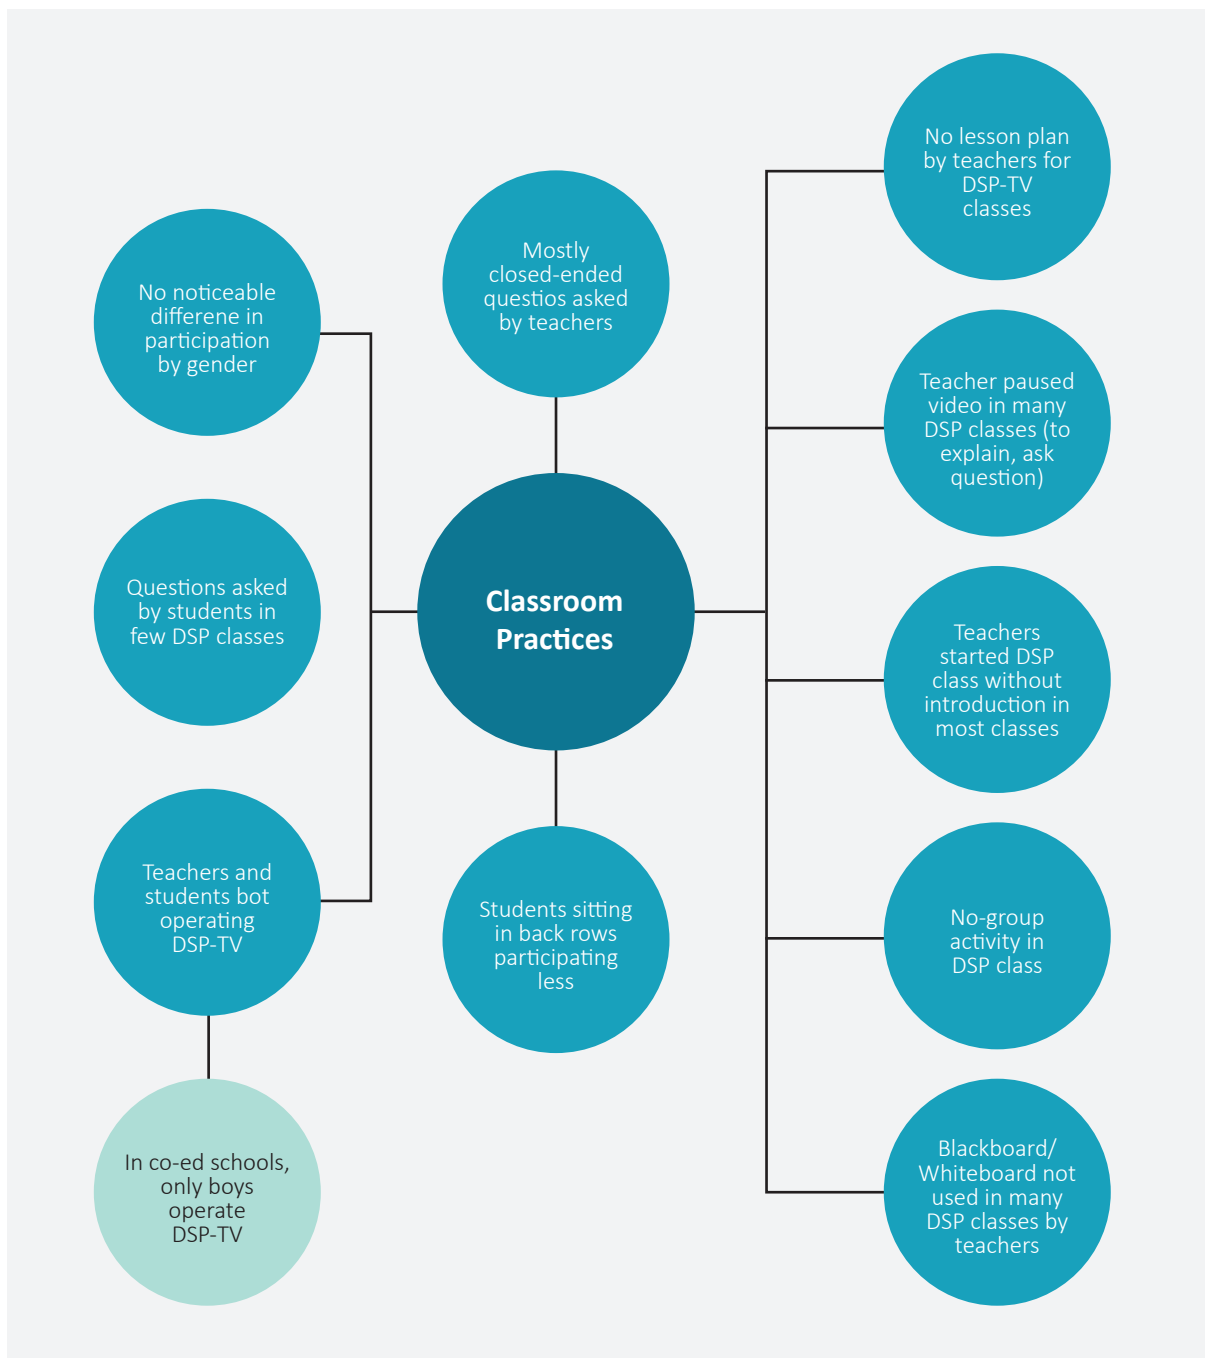 No lesson plan
by teachers for
DSP-TV
classes
Mostly
closed-ended
questios asked
by teachers
No noticeable
differene in
participation
by gender
Teacher paused
video in many
DSP classes (to
explain, ask
question)
Questions asked
by students in
few DSP classes
Classroom
Practices
Teachers
started DSP
class without
introduction in
most classes
Teachers and
students bot
operating
DSP-TV
Students sitting
in back rows
participating
less
No-group
activity in
DSP class
In co-ed schools,
only boys
operate
DSP-TV
Blackboard/
Whiteboard not
used in many
DSP classes by
teachers